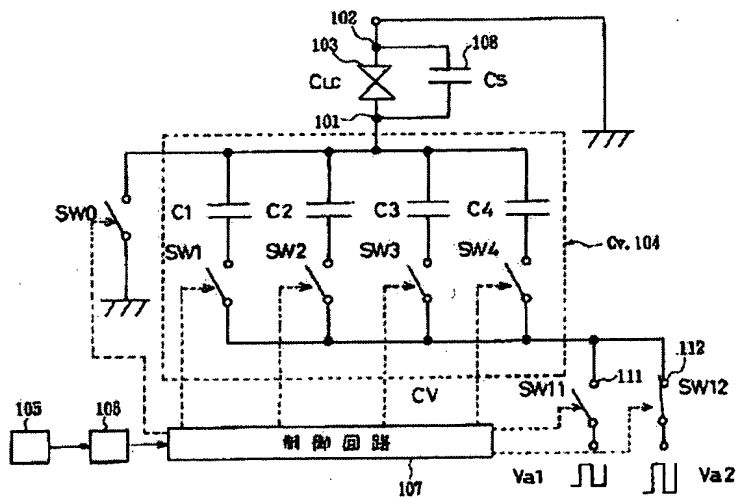 102
103
108
CLC
CS
101
SW0
C1
C2
C3
C4
SW1
SW2
SW3
SW4
Cv.104
CV
SW11
111
112
SW12
105
106
制御回路
107
Va1
Va2